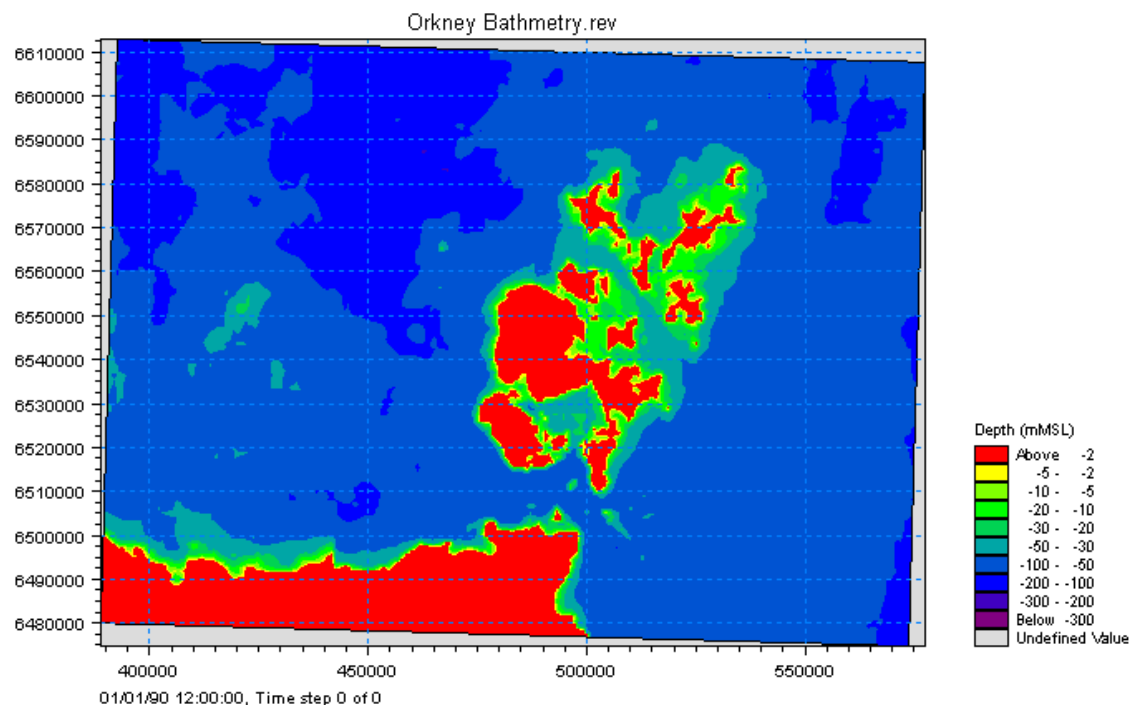 Orkney Bathmetry.rev
6610000
6600000
6590000
6580000
6570000
6560000
6550000
6540000
6530000
6520000
6510000
6500000
6490000
6480000
400000 450000 500000 550000
01/01/90 12:00:00, Time step 0 of 0
Depth (mMSL)
Above -2
-5 - -2
-10 - -5
-20 - -10
-30 - -20
-50 - -30
-100 - -50
-200 - -100
-300 - -200
Below -300
Undefined Value